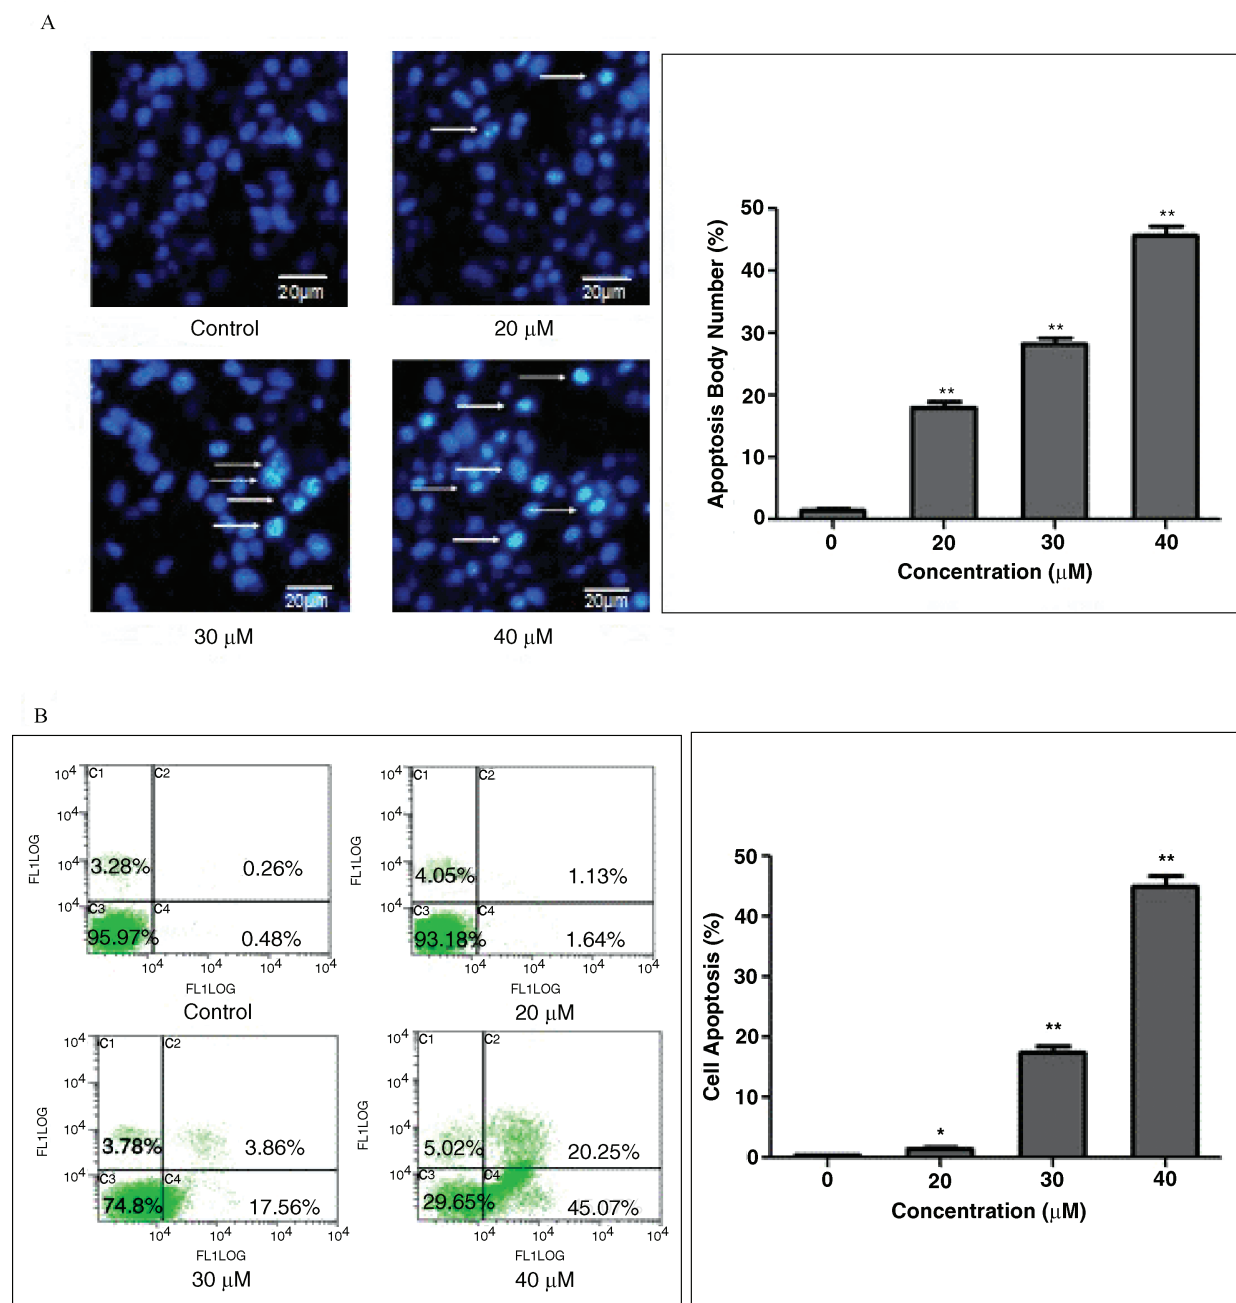 A
20μm
Control
20μm
20 μM
20μm
30 μM
20μm
40 μM
Apoptosis Body Number (%)
50
40
30
20
10
0
**
**
**
0 20 30 40
Concentration (μM)
B
FL1LOG
10⁴
10⁴
10⁴
10⁴
C1 C2
3.28% 0.26%
C3 C4
95.97% 0.48%
10⁴ 10⁴ 10⁴ 10⁴
FL1LOG
Control
FL1LOG
10⁴
10⁴
10⁴
10⁴
C1 C2
4.05% 1.13%
C3 C4
93.18% 1.64%
10⁴ 10⁴ 10⁴ 10⁴
FL1LOG
20 μM
FL1LOG
10⁴
10⁴
10⁴
10⁴
C1 C2
3.78% 3.86%
C3 C4
74.8% 17.56%
10⁴ 10⁴ 10⁴ 10⁴
FL1LOG
30 μM
FL1LOG
10⁴
10⁴
10⁴
10⁴
C1 C2
5.02% 20.25%
C3 C4
29.65% 45.07%
10⁴ 10⁴ 10⁴ 10⁴
FL1LOG
40 μM
Cell Apoptosis (%)
50
40
30
20
10
0
*
**
**
0 20 30 40
Concentration (μM)